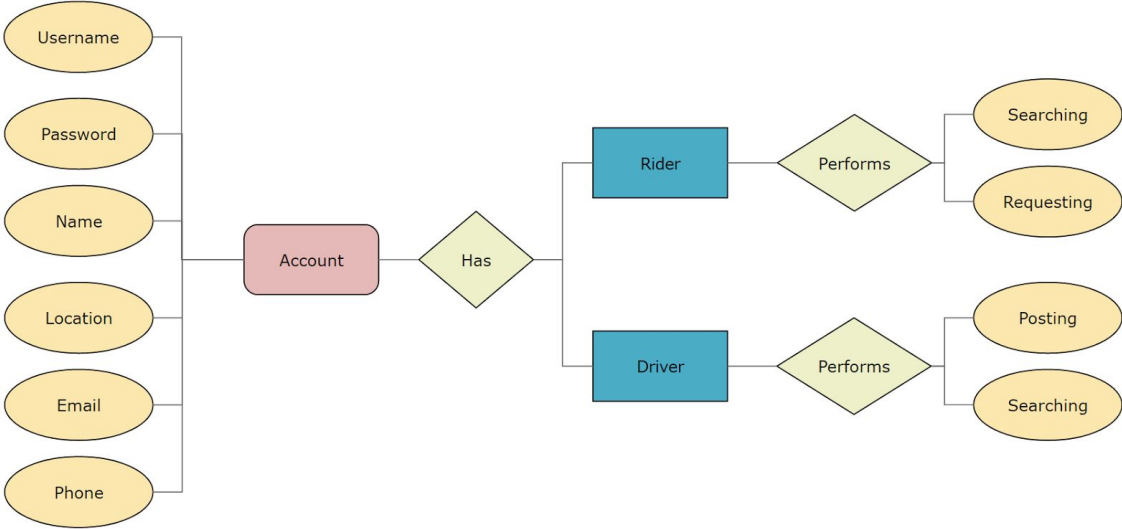 Username
Password
Name
Location
Email
Phone
Account
Has
Rider
Performs
Searching
Requesting
Driver
Performs
Posting
Searching